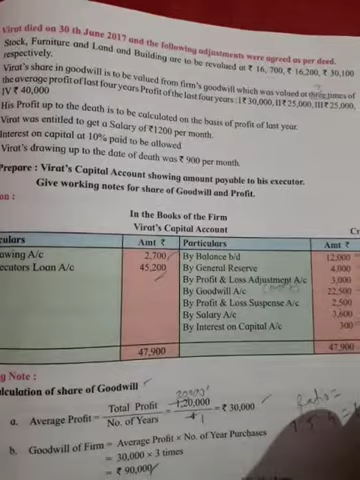 Virat died on 30 th June 2017 and the following adjustments were agreed as per deed.
Stock, Furniture and Land and Building are to be revalued at ₹ 16, 700, ₹ 16,200, ₹ 30,100
respectively.
Virat's share in goodwill is to be valued from firm's goodwill which was valued at three times of
the average profit of last four years Profit of the last four years : I ₹ 30,000, II ₹ 25,000, III ₹ 25,000,
IV ₹ 40,000
His Profit up to the death is to be calculated on the basis of profit of last year.
Virat was entitled to get a Salary of ₹1200 per month.
Interest on capital at 10% paid to be allowed
Virat's drawing up to the date of death was ₹ 900 per month.
Prepare : Virat's Capital Account showing amount payable to his executor.
Give working notes for share of Goodwill and Profit.
on :
In the Books of the Firm
Virat's Capital Account Cr
culars Amt ₹ Particulars Amt ₹
awing A/c 2,700 By Balance b/d 12,000
ecutors Loan A/c 45,200 By General Reserve 4,000
By Profit & Loss Adjustment A/c 3,000
By Goodwill A/c 22,500
By Profit & Loss Suspense A/c 2,500
By Salary A/c 3,600
By Interest on Capital A/c 300
47,900 47,900
g Note :
alculation of share of Goodwill
a. Average Profit = Total Profit / No. of Years = 1,20,000 / 4 = ₹ 30,000
Ratio =
b. Goodwill of Firm = Average Profit × No. of Year Purchases
= 30,000 × 3 times
= ₹ 90,000